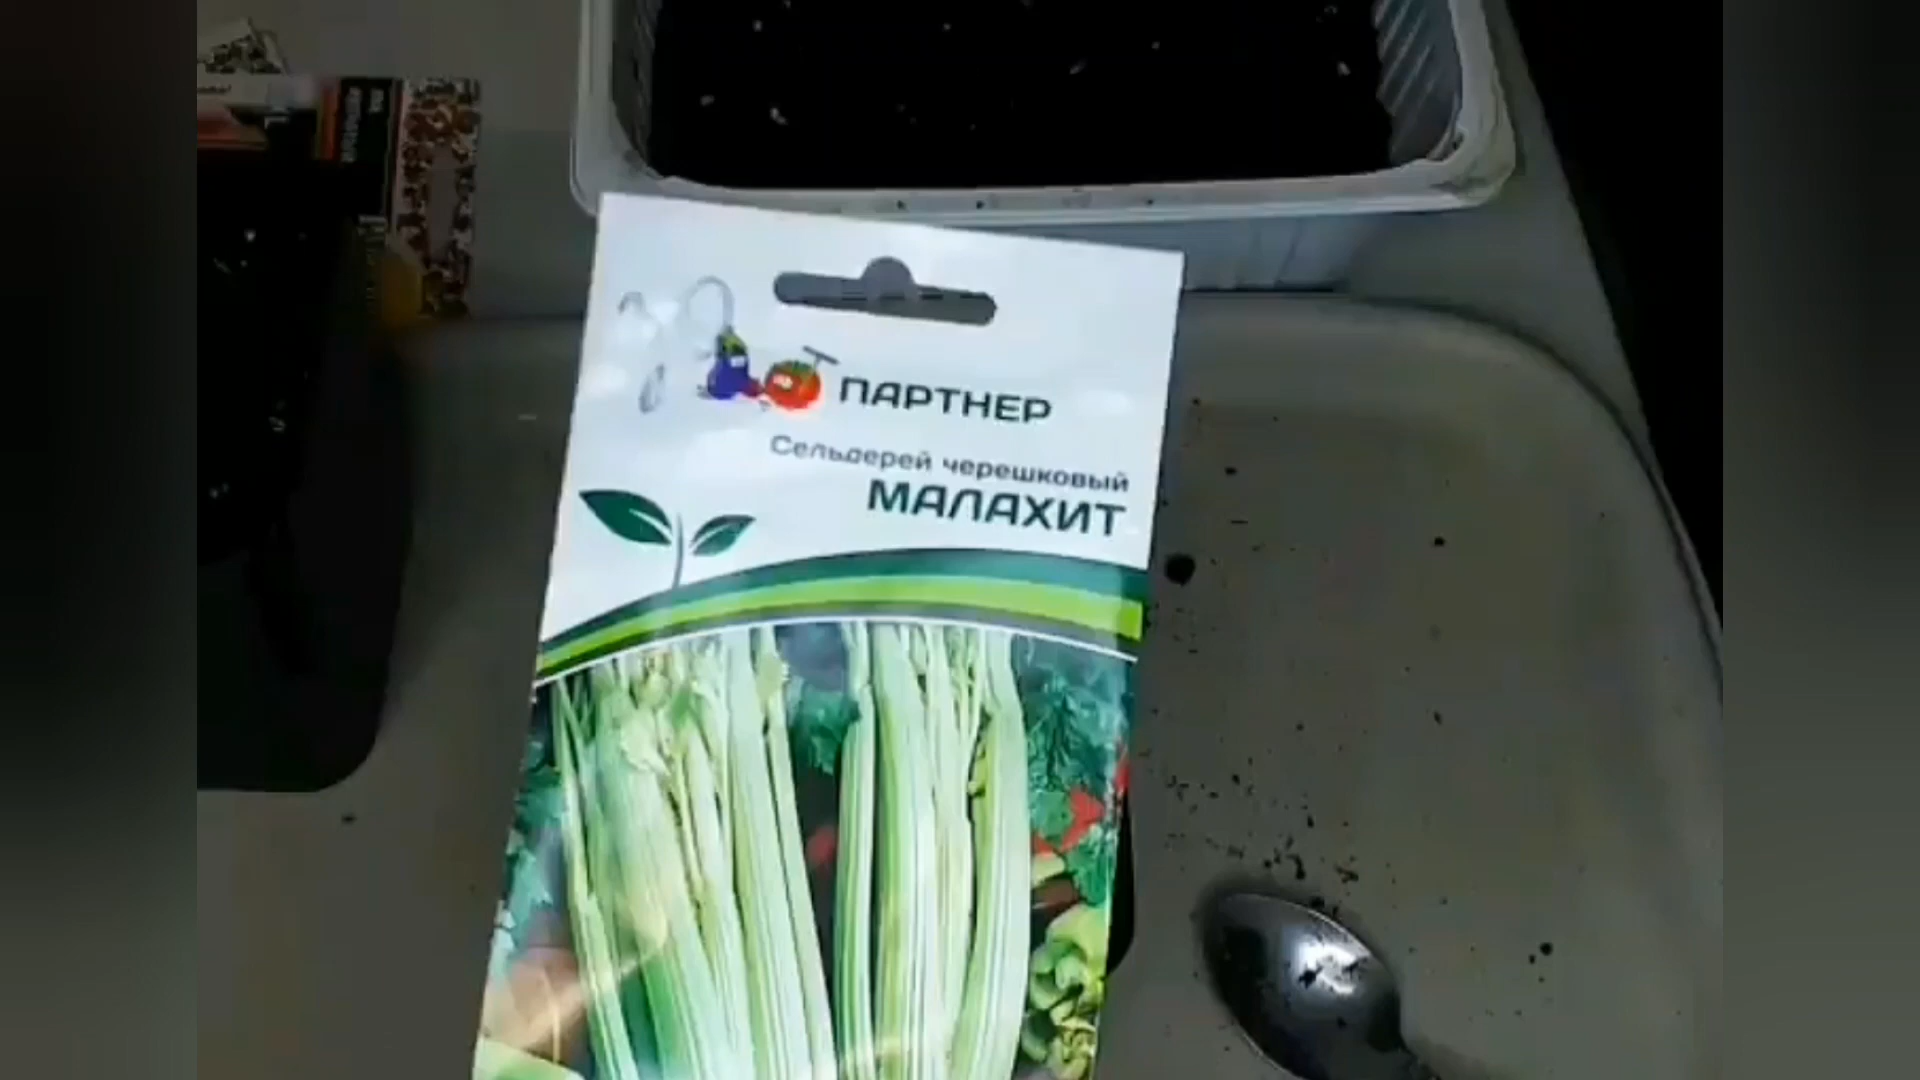 ПАРТНЕР
Сельдерей черешковый
МАЛАХИТ